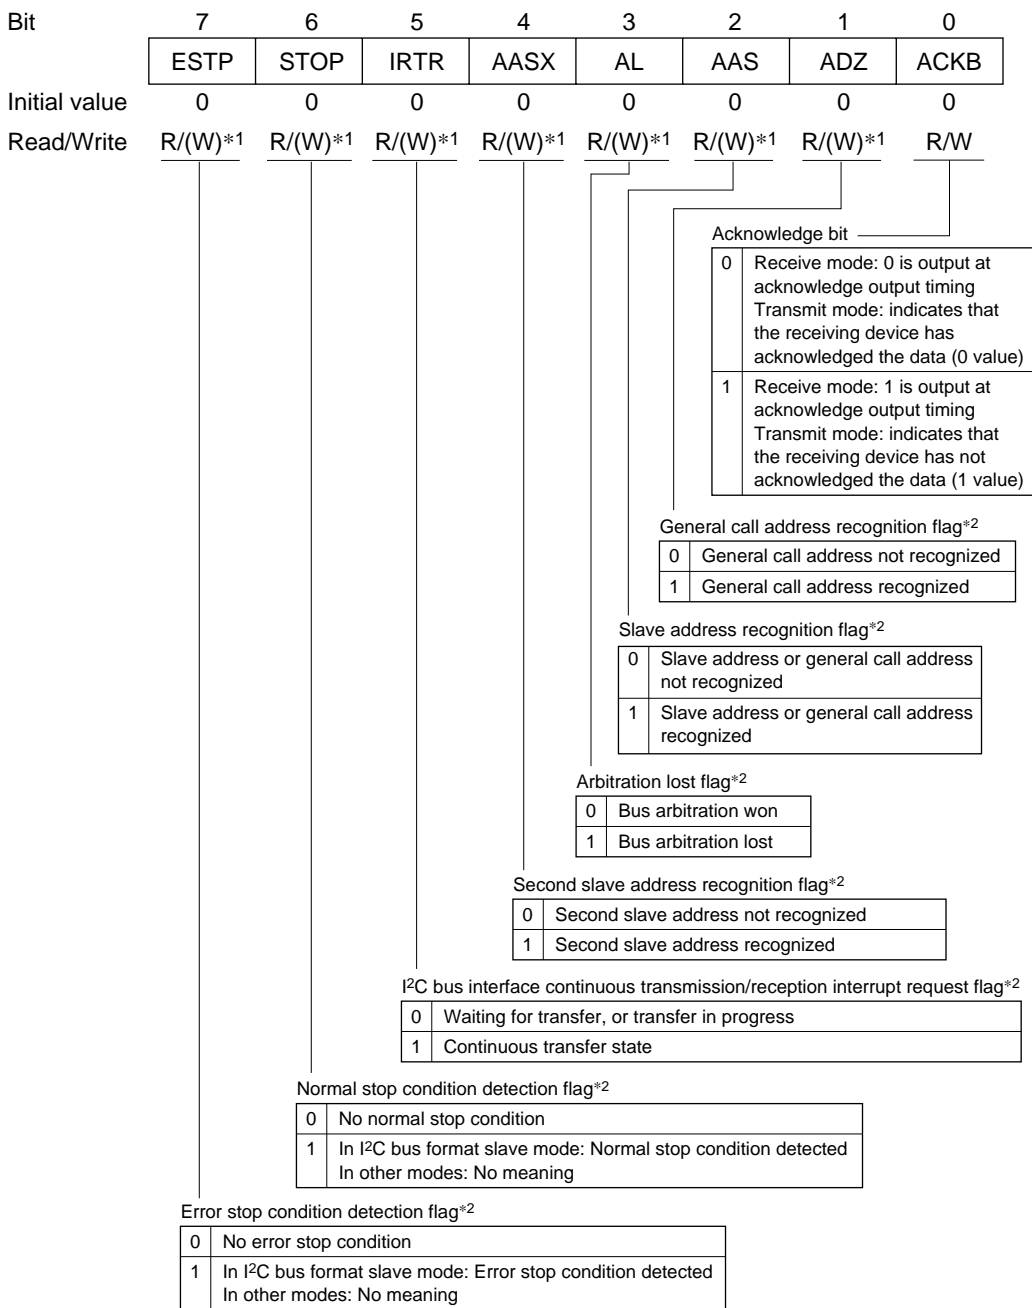 Bit 7 6 5 4 3 2 1 0
ESTP STOP IRTR AASX AL AAS ADZ ACKB
Initial value 0 0 0 0 0 0 0 0
Read/Write R/(W)*1 R/(W)*1 R/(W)*1 R/(W)*1 R/(W)*1 R/(W)*1 R/(W)*1 R/W
Acknowledge bit
0 Receive mode: 0 is output at
acknowledge output timing
Transmit mode: indicates that
the receiving device has
acknowledged the data (0 value)
1 Receive mode: 1 is output at
acknowledge output timing
Transmit mode: indicates that
the receiving device has not
acknowledged the data (1 value)
General call address recognition flag*2
0 General call address not recognized
1 General call address recognized
Slave address recognition flag*2
0 Slave address or general call address
not recognized
1 Slave address or general call address
recognized
Arbitration lost flag*2
0 Bus arbitration won
1 Bus arbitration lost
Second slave address recognition flag*2
0 Second slave address not recognized
1 Second slave address recognized
I2C bus interface continuous transmission/reception interrupt request flag*2
0 Waiting for transfer, or transfer in progress
1 Continuous transfer state
Normal stop condition detection flag*2
0 No normal stop condition
1 In I2C bus format slave mode: Normal stop condition detected
In other modes: No meaning
Error stop condition detection flag*2
0 No error stop condition
1 In I2C bus format slave mode: Error stop condition detected
In other modes: No meaning